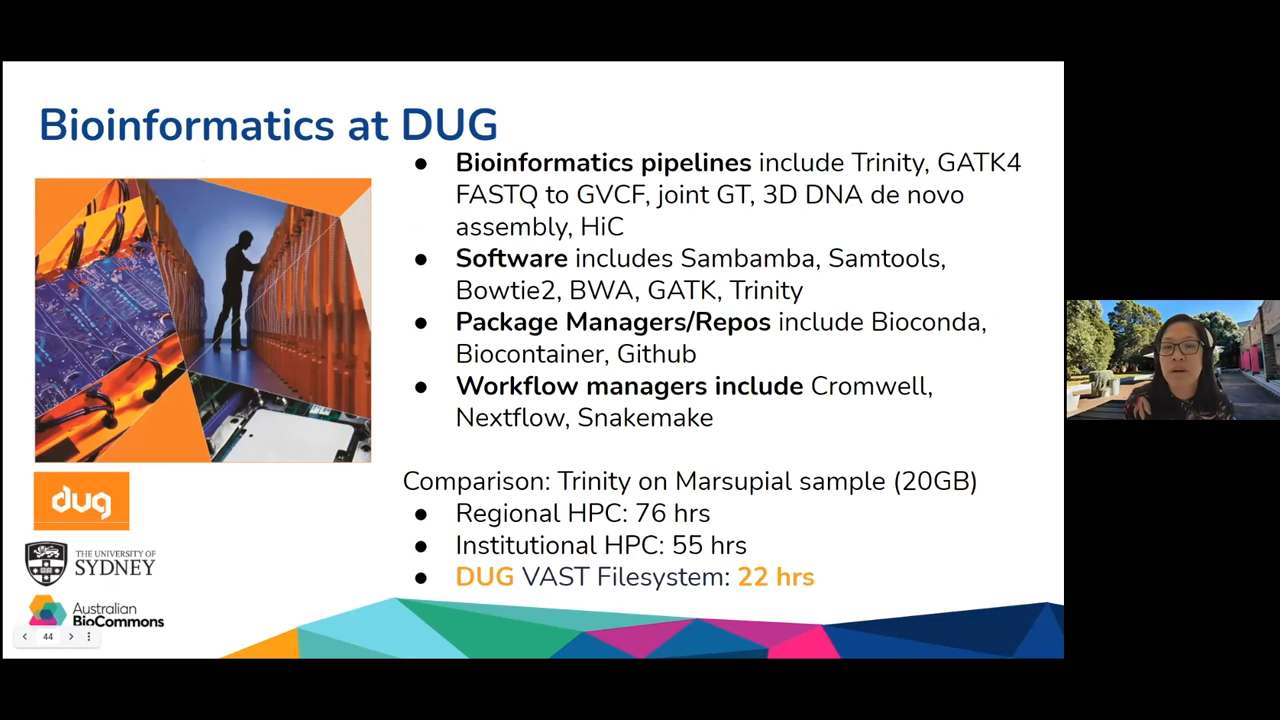 Bioinformatics at DUG
● Bioinformatics pipelines include Trinity, GATK4
FASTQ to GVCF, joint GT, 3D DNA de novo
assembly, HiC
● Software includes Sambamba, Samtools,
Bowtie2, BWA, GATK, Trinity
● Package Managers/Repos include Bioconda,
Biocontainer, Github
● Workflow managers include Cromwell,
Nextflow, Snakemake
Comparison: Trinity on Marsupial sample (20GB)
● Regional HPC: 76 hrs
● Institutional HPC: 55 hrs
● DUG VAST Filesystem: 22 hrs
dug
THE UNIVERSITY OF
SYDNEY
Australian
BioCommons
44